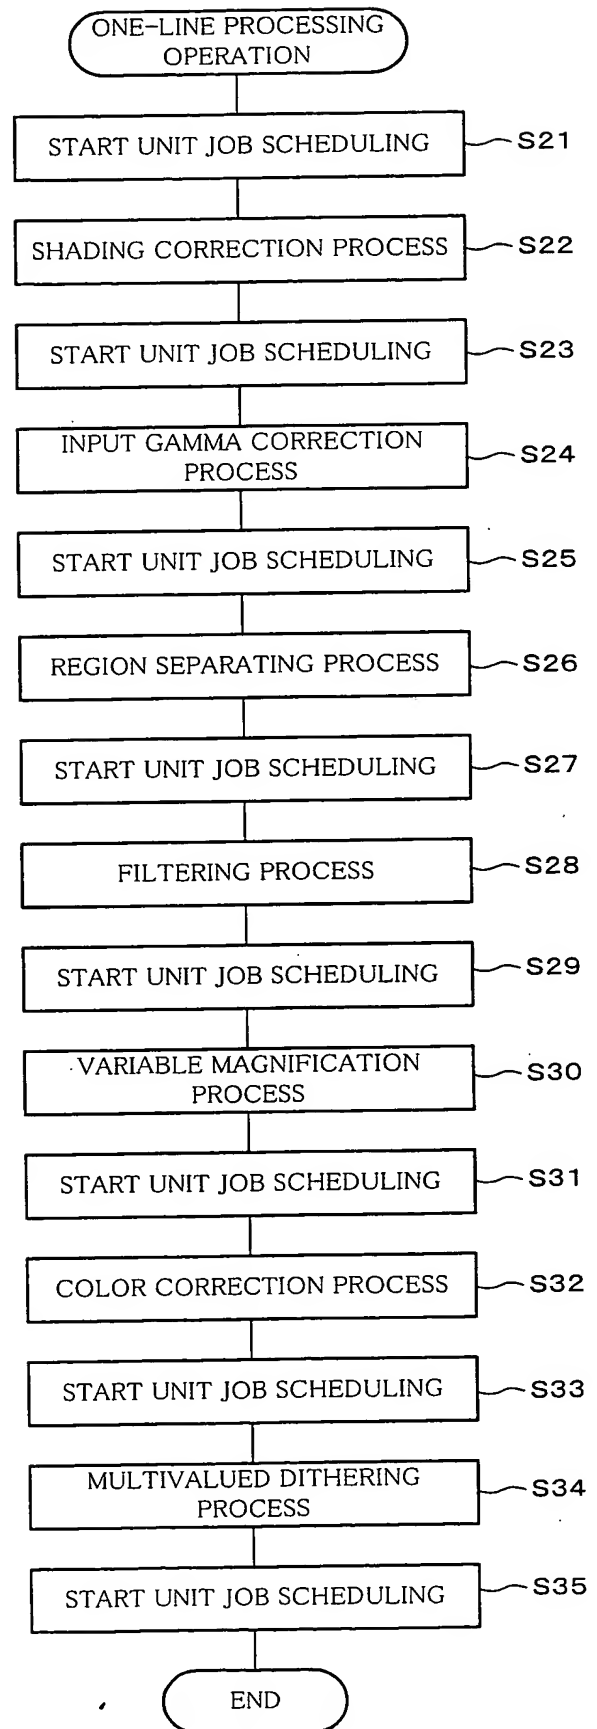 ONE-LINE PROCESSING
OPERATION
START UNIT JOB SCHEDULING
S21
SHADING CORRECTION PROCESS
S22
START UNIT JOB SCHEDULING
S23
INPUT GAMMA CORRECTION
PROCESS
S24
START UNIT JOB SCHEDULING
S25
REGION SEPARATING PROCESS
S26
START UNIT JOB SCHEDULING
S27
FILTERING PROCESS
S28
START UNIT JOB SCHEDULING
S29
VARIABLE MAGNIFICATION
PROCESS
S30
START UNIT JOB SCHEDULING
S31
COLOR CORRECTION PROCESS
S32
START UNIT JOB SCHEDULING
S33
MULTIVALUED DITHERING
PROCESS
S34
START UNIT JOB SCHEDULING
S35
END